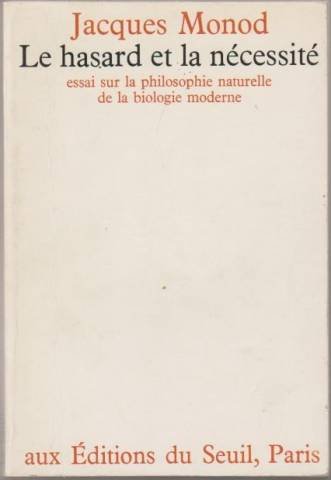 Jacques Monod
Le hasard et la nécessité
essai sur la philosophie naturelle
de la biologie moderne
aux Éditions du Seuil, Paris